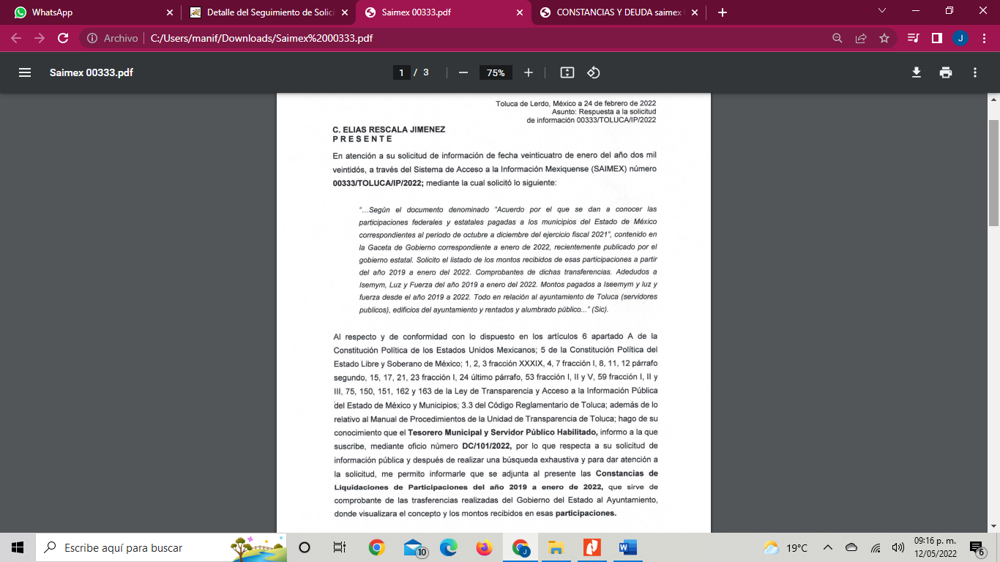 WhatsApp
Detalle del Seguimiento de Solici
Saimex 00333.pdf
CONSTANCIAS Y DEUDA saimex
Archivo
C:/Users/manif/Downloads/Saimex%2000333.pdf
J
Saimex 00333.pdf
1 / 3
75%
Toluca de Lerdo, México a 24 de febrero de 2022
Asunto: Respuesta a la solicitud
de información 00333/TOLUCA/IP/2022
C. ELIAS RESCALA JIMENEZ
P R E S E N T E
En atención a su solicitud de información de fecha veinticuatro de enero del año dos mil
veintidós, a través del Sistema de Acceso a la Información Mexiquense (SAIMEX) número
00333/TOLUCA/IP/2022; mediante la cual solicitó lo siguiente:
“…Según el documento denominado “Acuerdo por el que se dan a conocer las
participaciones federales y estatales pagadas a los municipios del Estado de México
correspondientes al periodo de octubre a diciembre del ejercicio fiscal 2021”, contenido en
la Gaceta de Gobierno correspondiente a enero de 2022, recientemente publicado por el
gobierno estatal. Solicito el listado de los montos recibidos de esas participaciones a partir
del año 2019 a enero del 2022. Comprobantes de dichas transferencias. Adedudos a
Isemym, Luz y Fuerza del año 2019 a enero del 2022. Montos pagados a Iseemym y luz y
fuerza desde el año 2019 a 2022. Todo en relación al ayuntamiento de Toluca (servidores
publicos), edificios del ayuntamiento y rentados y alumbrado público...” (Sic).
Al respecto y de conformidad con lo dispuesto en los artículos 6 apartado A de la
Constitución Política de los Estados Unidos Mexicanos; 5 de la Constitución Política del
Estado Libre y Soberano de México; 1, 2, 3 fracción XXXIX, 4, 7 fracción I, 8, 11, 12 párrafo
segundo, 15, 17, 21, 23 fracción I, 24 último párrafo, 53 fracción I, II y V, 59 fracción I, II y
III, 75, 150, 151, 162 y 163 de la Ley de Transparencia y Acceso a la Información Pública
del Estado de México y Municipios; 3.3 del Código Reglamentario de Toluca; además de lo
relativo al Manual de Procedimientos de la Unidad de Transparencia de Toluca; hago de su
conocimiento que el Tesorero Municipal y Servidor Público Habilitado, informo a la que
suscribe, mediante oficio número DC/101/2022, por lo que respecta a su solicitud de
información pública y después de realizar una búsqueda exhaustiva y para dar atención a
la solicitud, me permito informarle que se adjunta al presente las Constancias de
Liquidaciones de Participaciones del año 2019 a enero de 2022, que sirve de
comprobante de las trasferencias realizadas del Gobierno del Estado al Ayuntamiento,
donde visualizara el concepto y los montos recibidos en esas participaciones.
Escribe aquí para buscar
10
J
19°C
09:16 p. m.
12/05/2022
6